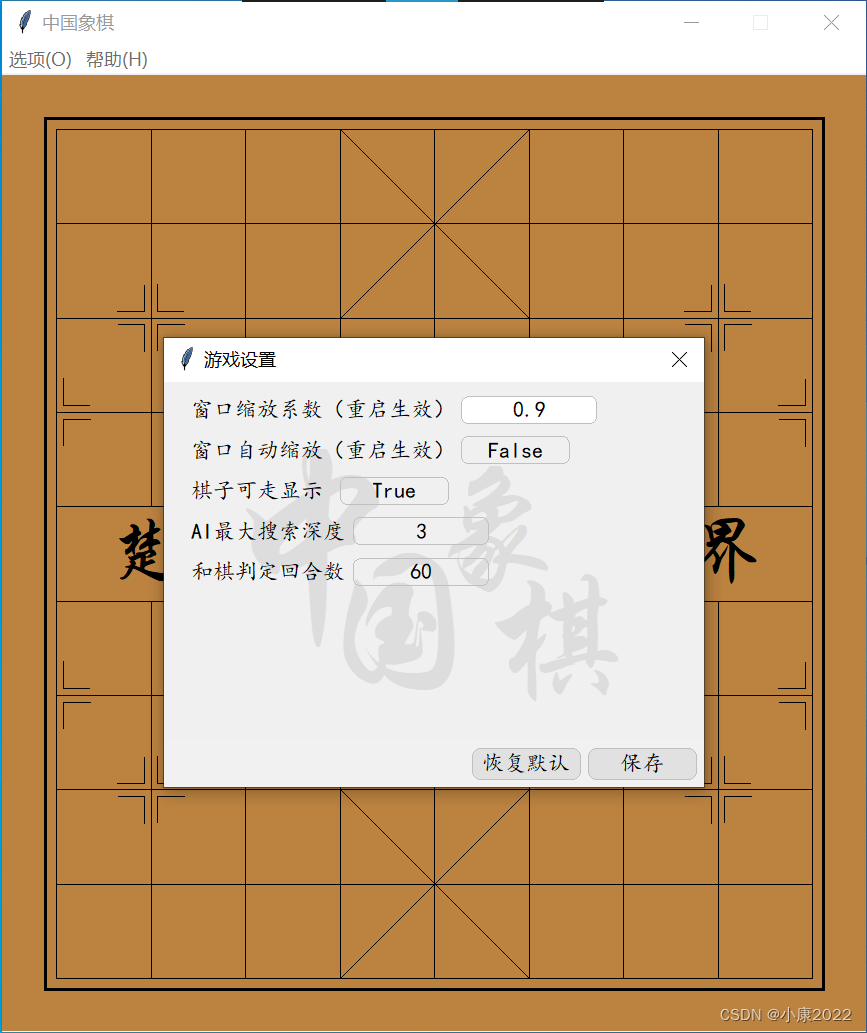 中国象棋
选项(O) 帮助(H)
游戏设置
窗口缩放系数（重启生效） 0.9
窗口自动缩放（重启生效） False
棋子可走显示 True
AI最大搜索深度 3
和棋判定回合数 60
中国象棋
楚
界
恢复默认 保存
CSDN @小康2022